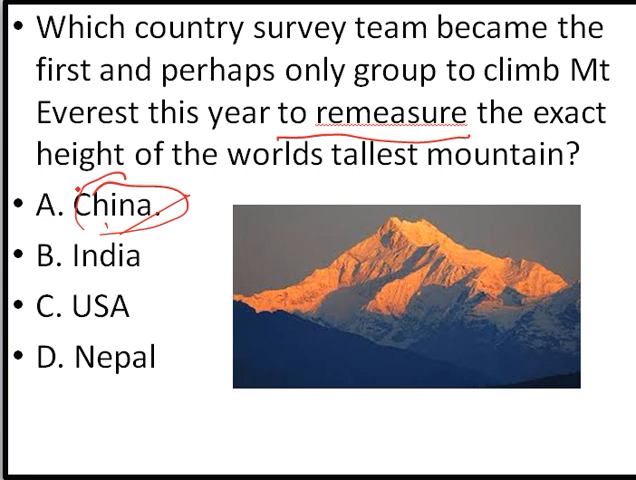 • Which country survey team became the
first and perhaps only group to climb Mt
Everest this year to remeasure the exact
height of the worlds tallest mountain?
• A. China.
• B. India
• C. USA
• D. Nepal